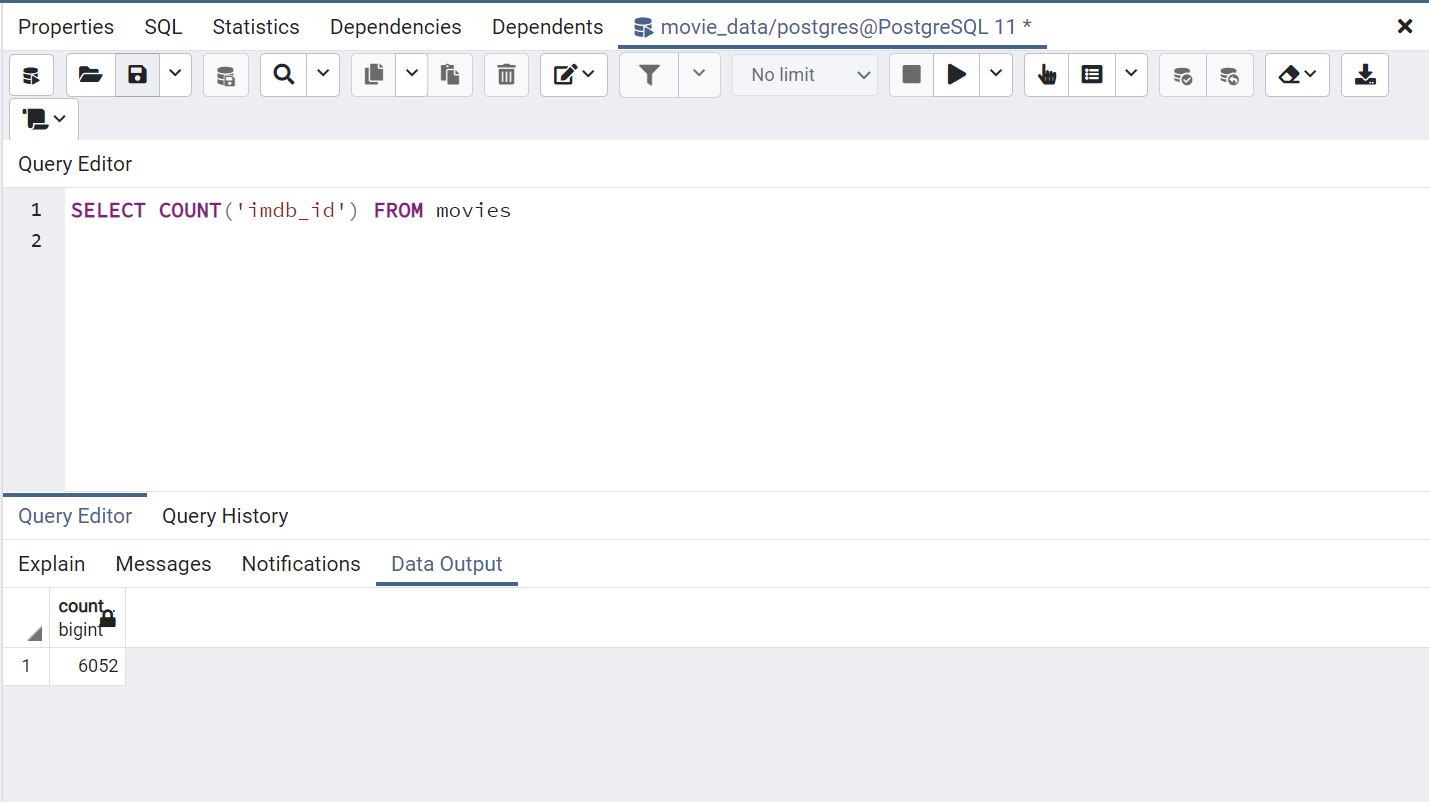 Properties SQL Statistics Dependencies Dependents movie_data/postgres@PostgreSQL 11 *
No limit
Query Editor
1 SELECT COUNT('imdb_id') FROM movies
2
Query Editor Query History
Explain Messages Notifications Data Output
count
bigint
1 6052